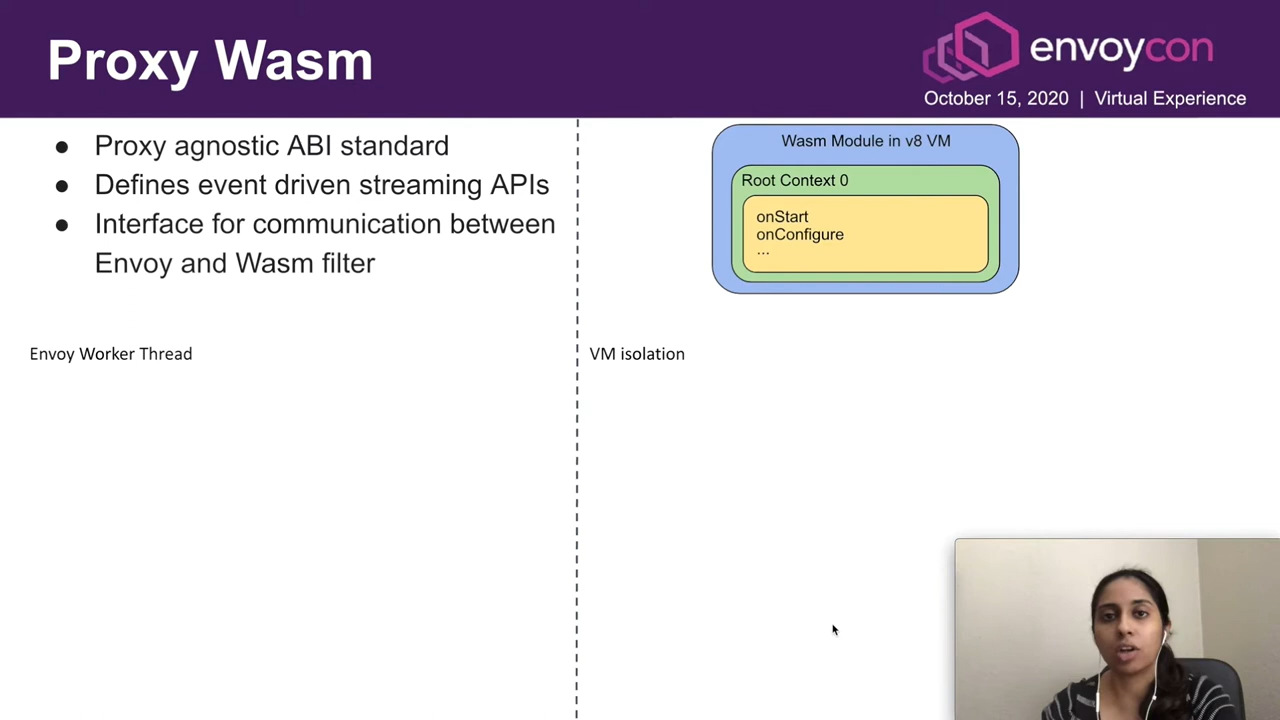 Proxy Wasm
envoycon
October 15, 2020 | Virtual Experience
● Proxy agnostic ABI standard
● Defines event driven streaming APIs
● Interface for communication between
Envoy and Wasm filter
Wasm Module in v8 VM
Root Context 0
onStart
onConfigure
...
Envoy Worker Thread
VM isolation